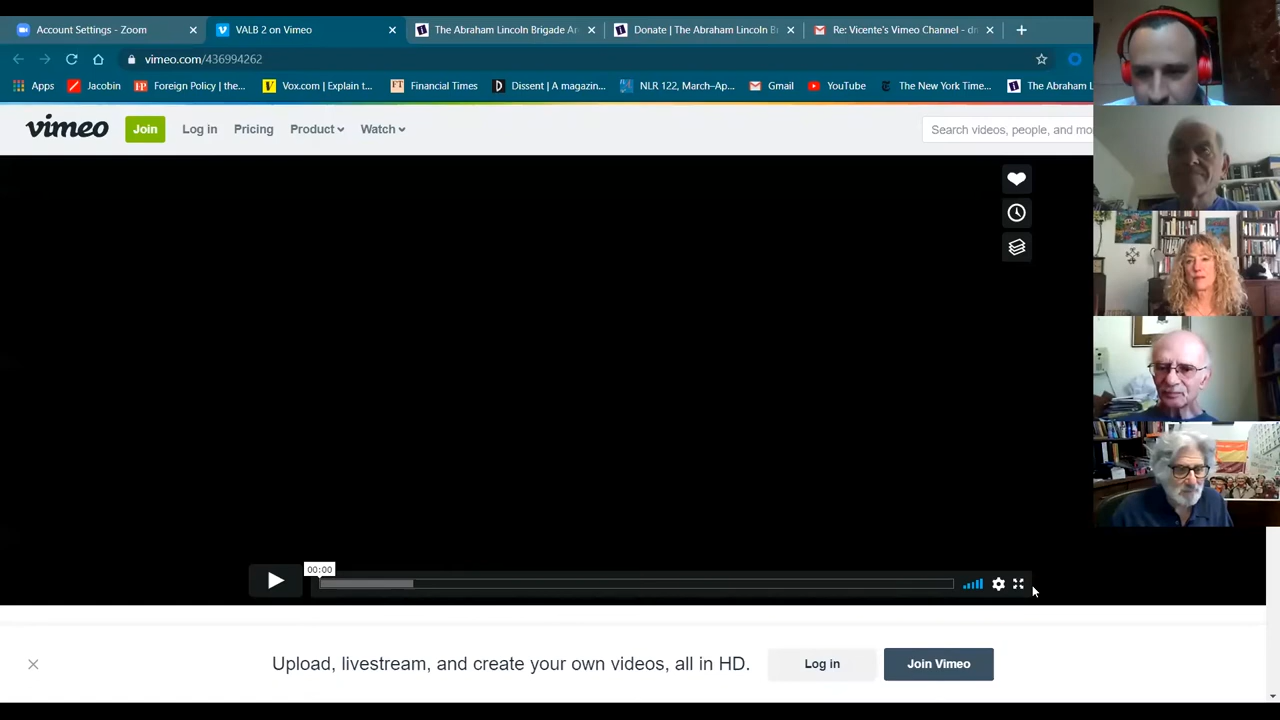 Account Settings - Zoom
VALB 2 on Vimeo
The Abraham Lincoln Brigade Ar
Donate | The Abraham Lincoln B
Re: Vicente's Vimeo Channel - dr
vimeo.com/436994262
Apps
Jacobin
FP
Foreign Policy | the...
V
Vox.com | Explain t...
FT
Financial Times
D
Dissent | A magazin...
NLR 122, March–Ap...
Gmail
YouTube
The New York Time...
The Abraham L
vimeo
Join
Log in
Pricing
Product
Watch
Search videos, people, and mo
00:00
Upload, livestream, and create your own videos, all in HD.
Log in
Join Vimeo